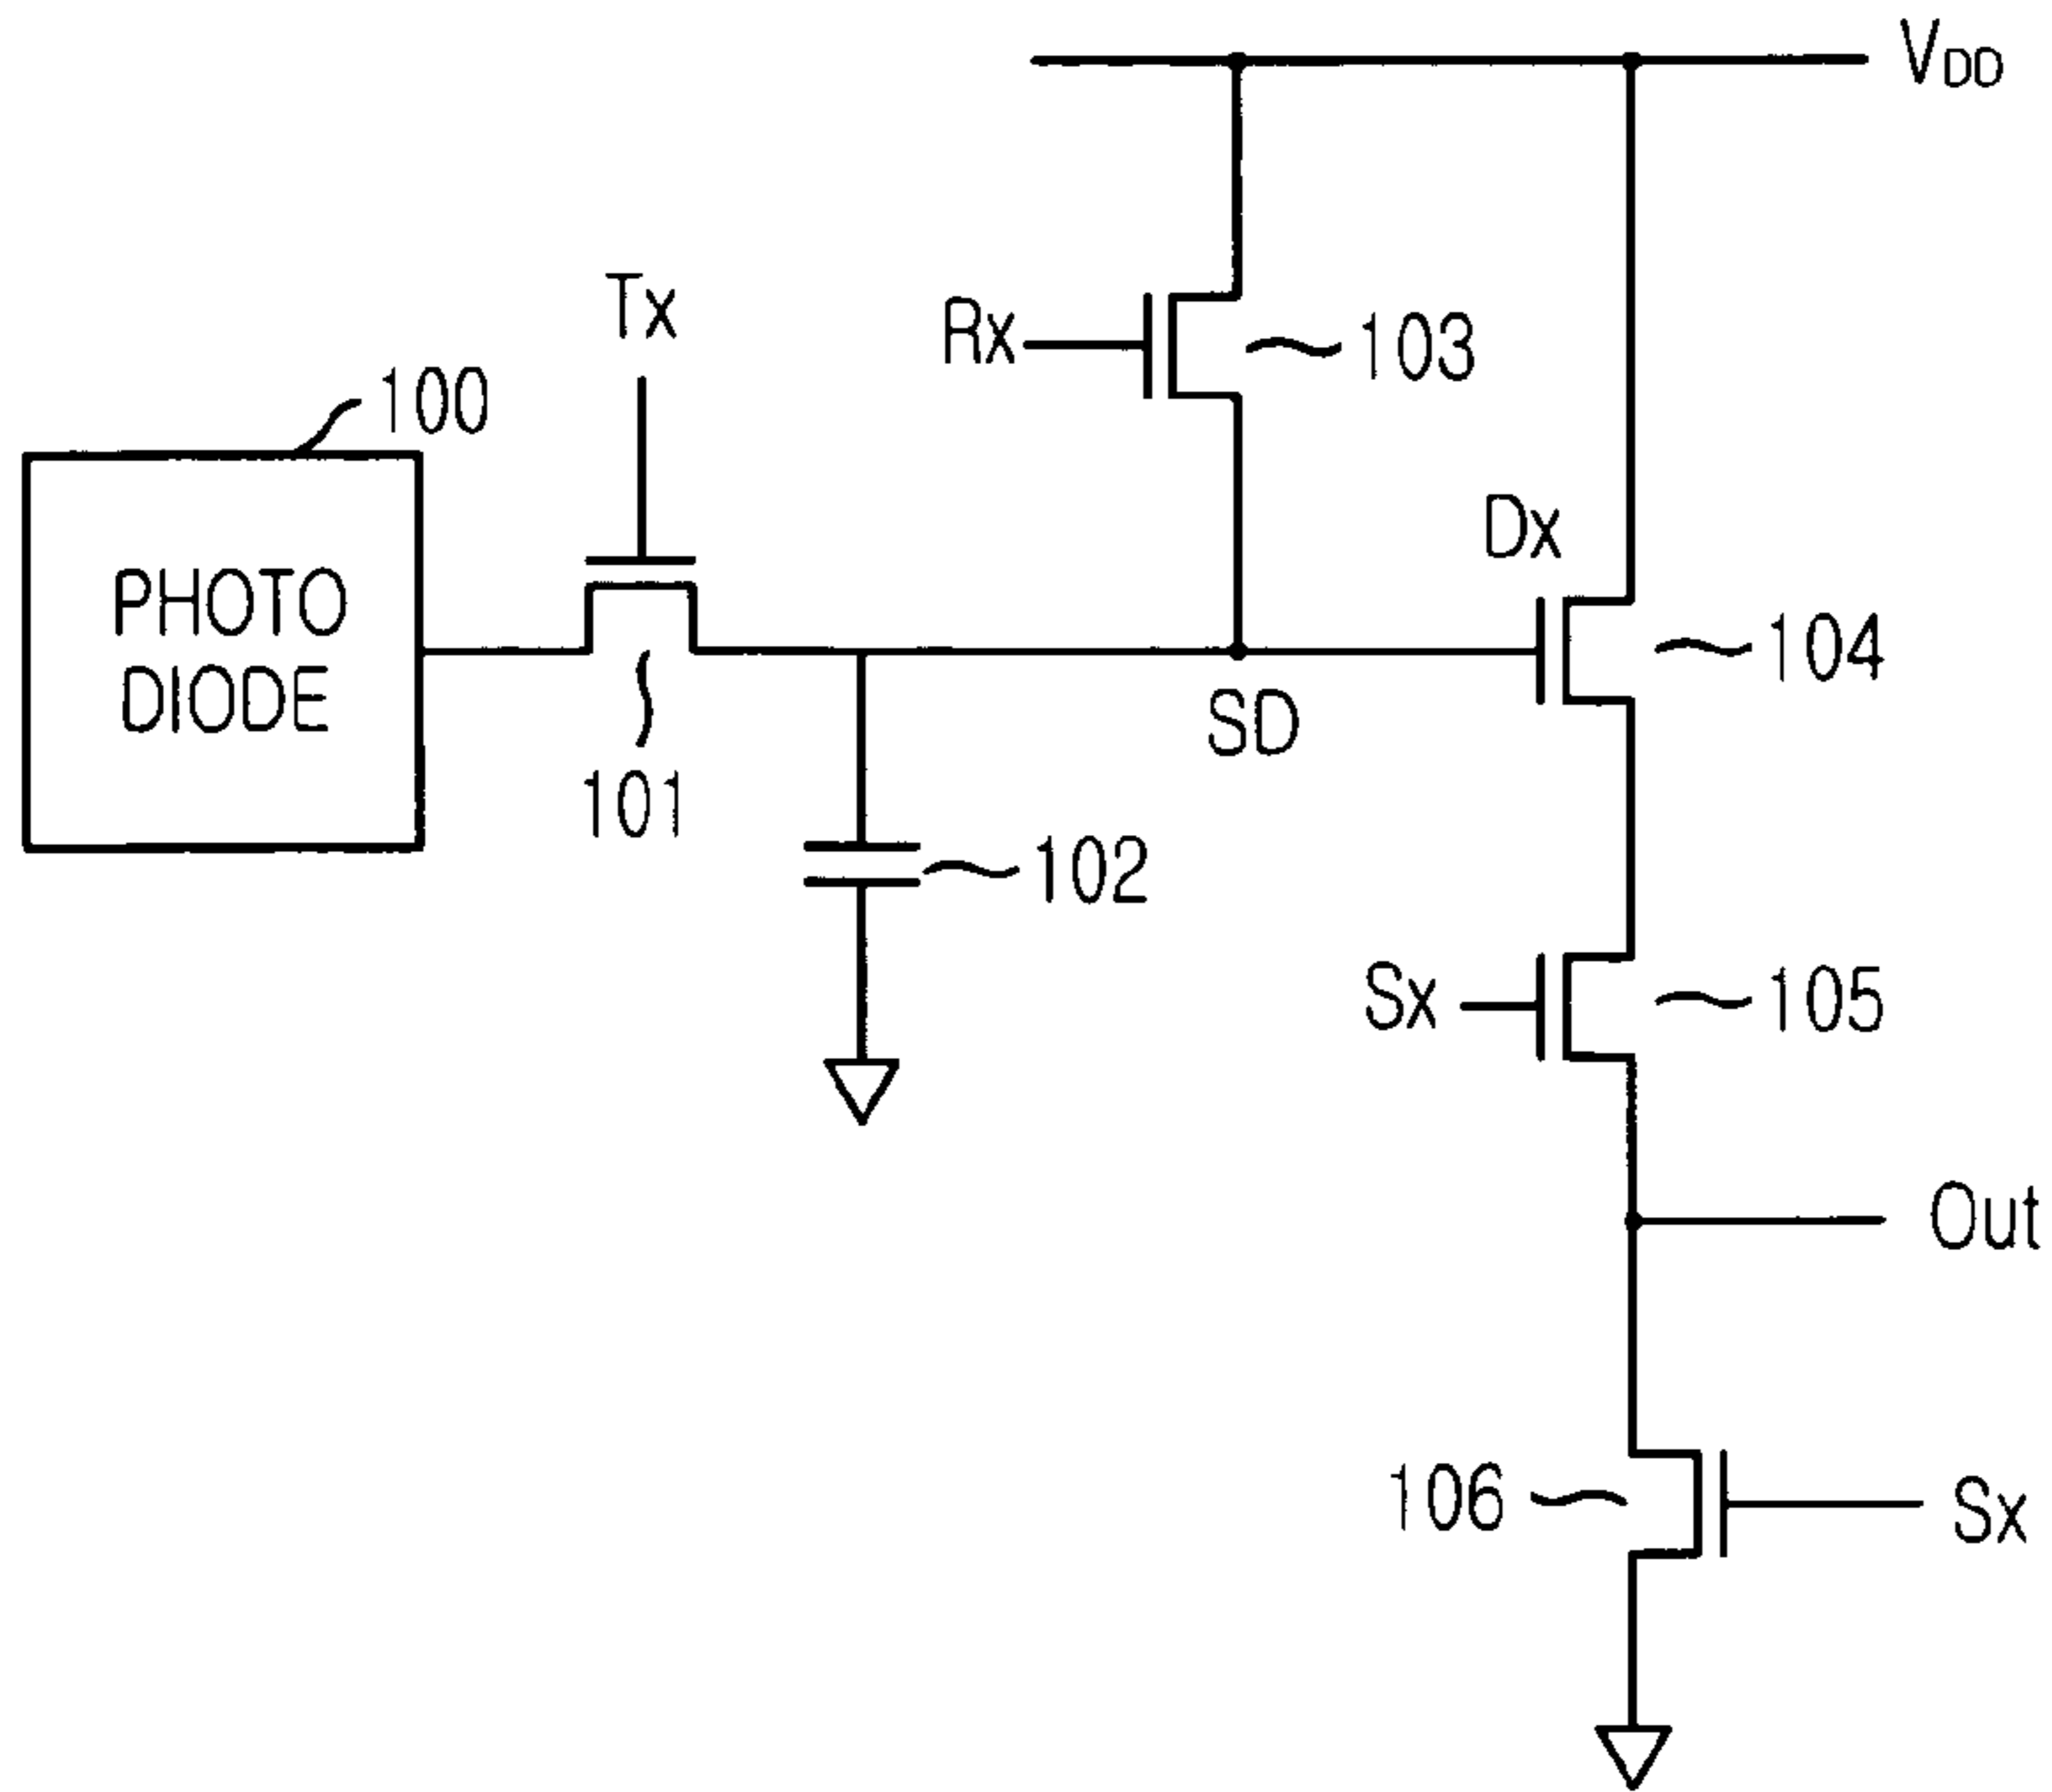 VDD
Tx
Rx
103
100
Dx
PHOTO
DIODE
104
SD
101
102
Sx
105
Out
106
Sx